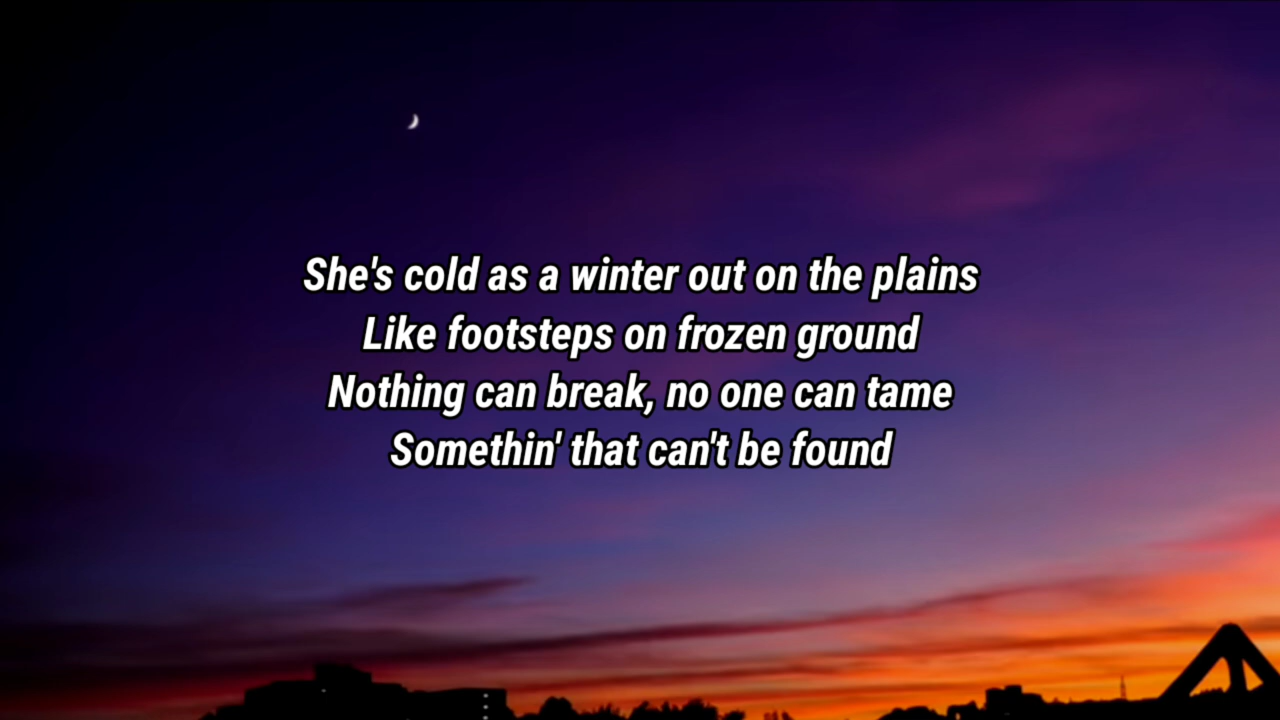 She's cold as a winter out on the plains
Like footsteps on frozen ground
Nothing can break, no one can tame
Somethin' that can't be found